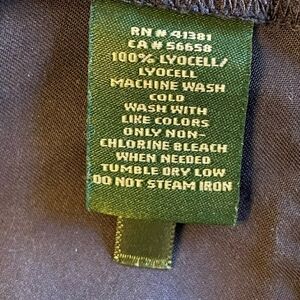 RN # 41381
CA # 56658
100% LYOCELL/
LYOCELL
MACHINE WASH
COLD
WASH WITH
LIKE COLORS
ONLY NON-
CHLORINE BLEACH
WHEN NEEDED
TUMBLE DRY LOW
DO NOT STEAM IRON